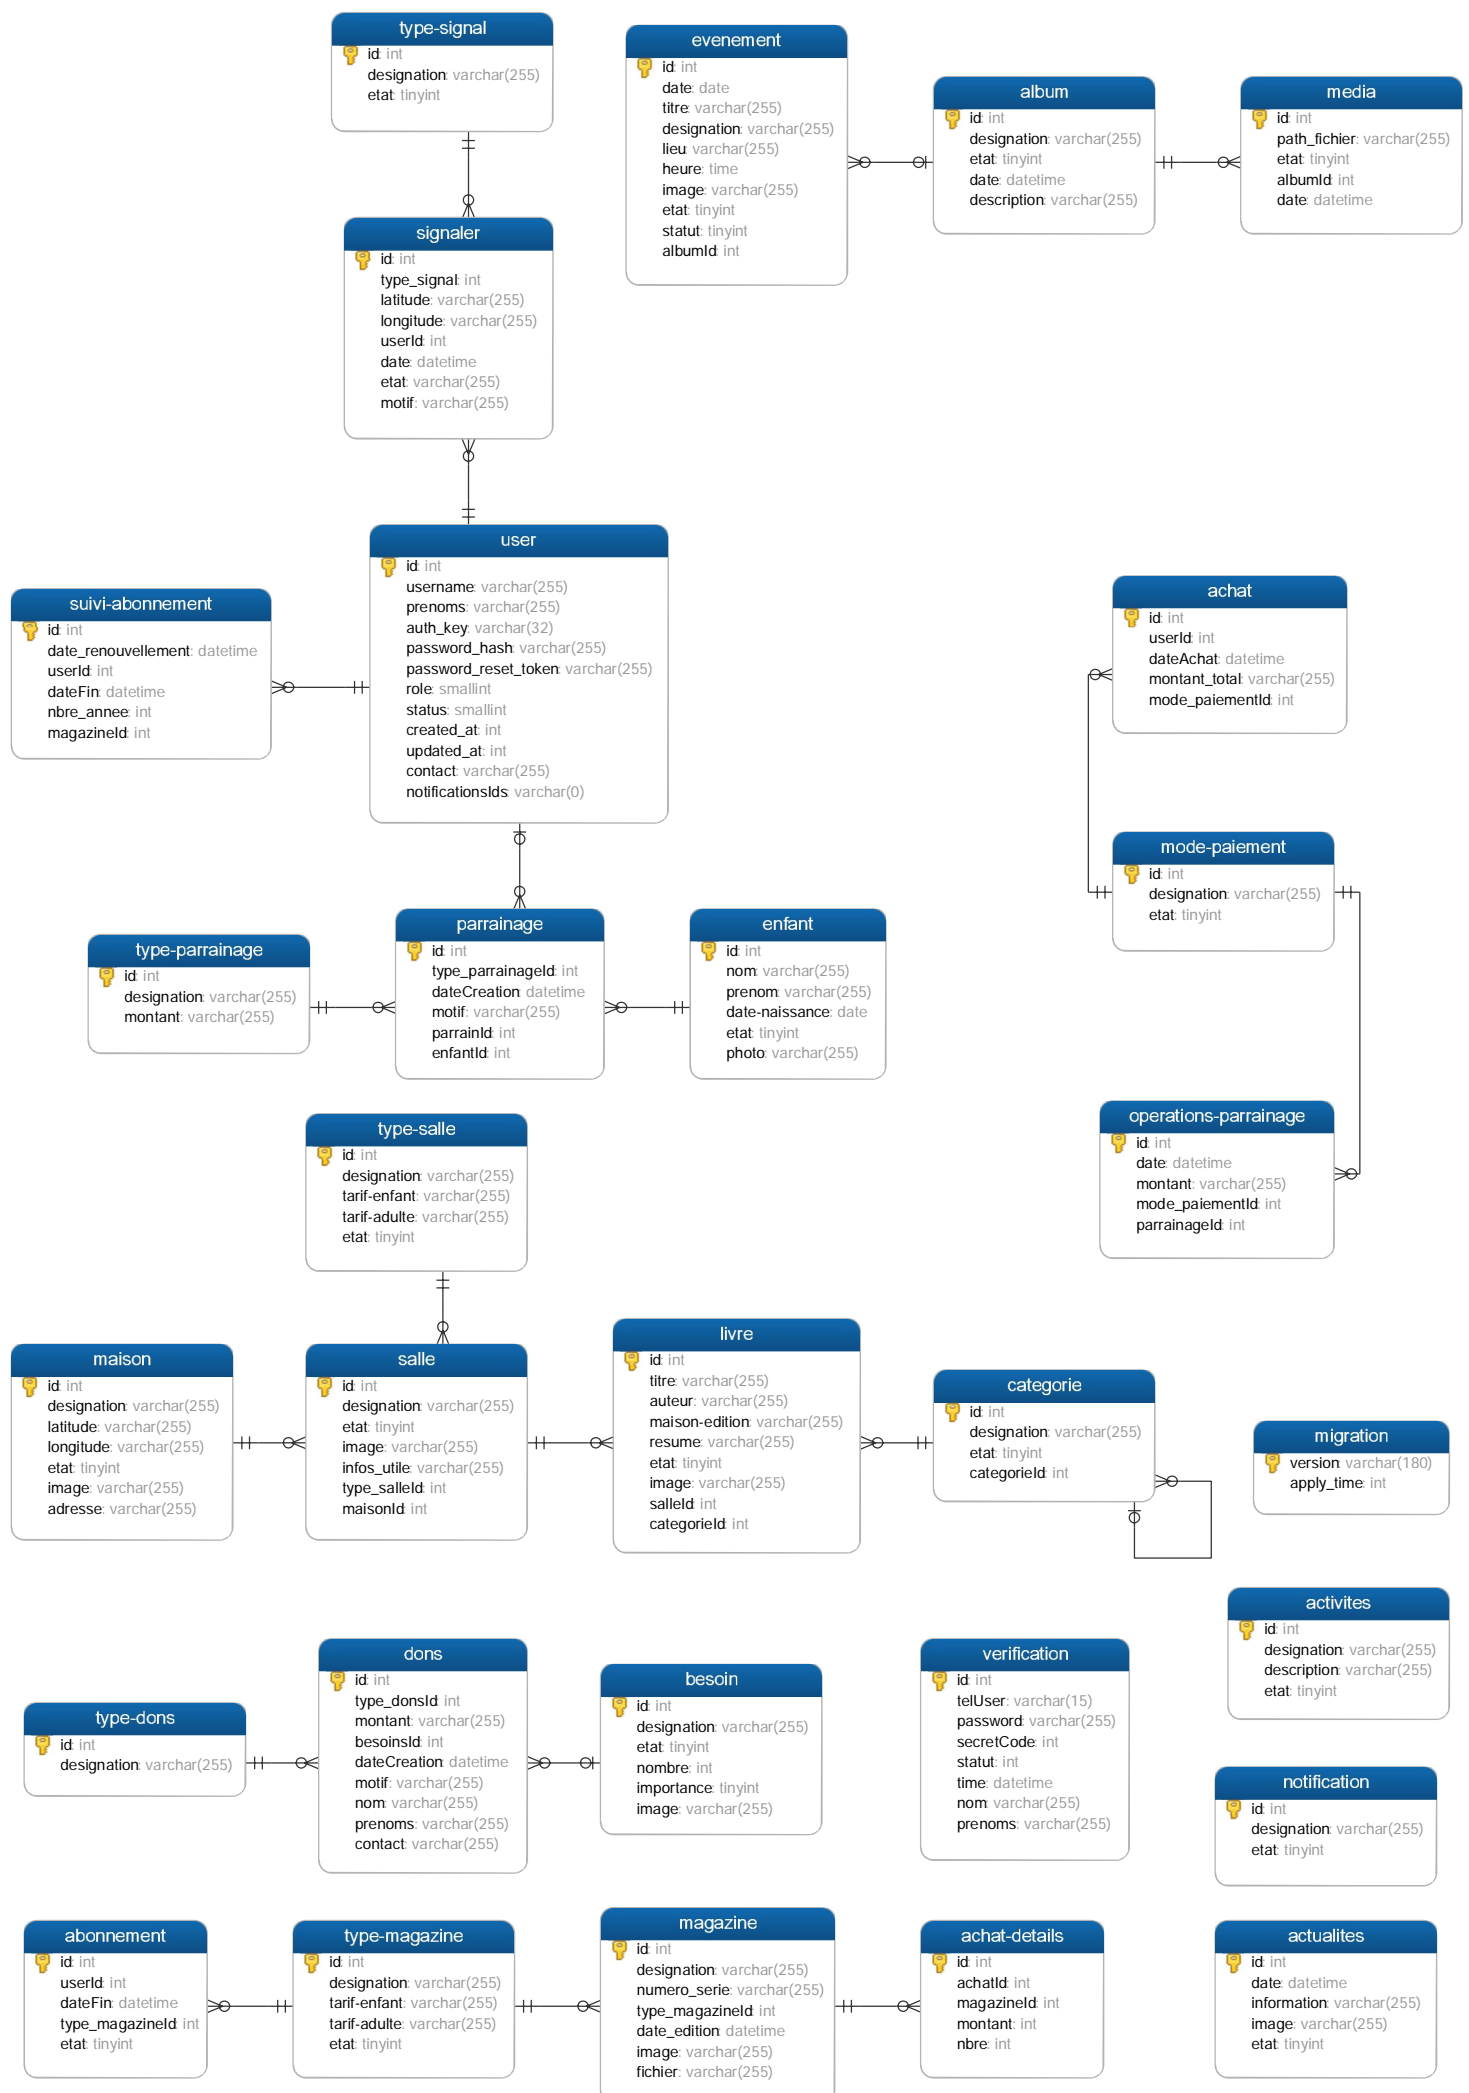 type-signal
id: int
designation: varchar(255)
etat: tinyint
evenement
id: int
date: date
titre: varchar(255)
designation: varchar(255)
lieu: varchar(255)
heure: time
image: varchar(255)
etat: tinyint
statut: tinyint
albumId: int
album
id: int
designation: varchar(255)
etat: tinyint
date: datetime
description: varchar(255)
media
id: int
path_fichier: varchar(255)
etat: tinyint
albumId: int
date: datetime
signaler
id: int
type_signal: int
latitude: varchar(255)
longitude: varchar(255)
userId: int
date: datetime
etat: varchar(255)
motif: varchar(255)
user
id: int
username: varchar(255)
prenoms: varchar(255)
auth_key: varchar(32)
password_hash: varchar(255)
password_reset_token: varchar(255)
role: smallint
status: smallint
created_at: int
updated_at: int
contact: varchar(255)
notificationsIds: varchar(0)
suivi-abonnement
id: int
date_renouvellement: datetime
userId: int
dateFin: datetime
nbre_annee: int
magazineId: int
achat
id: int
userId: int
dateAchat: datetime
montant_total: varchar(255)
mode_paiementId: int
mode-paiement
id: int
designation: varchar(255)
etat: tinyint
type-parrainage
id: int
designation: varchar(255)
montant: varchar(255)
parrainage
id: int
type_parrainageId: int
dateCreation: datetime
motif: varchar(255)
parrainId: int
enfantId: int
enfant
id: int
nom: varchar(255)
prenom: varchar(255)
date-naissance: date
etat: tinyint
photo: varchar(255)
operations-parrainage
id: int
date: datetime
montant: varchar(255)
mode_paiementId: int
parrainageId: int
type-salle
id: int
designation: varchar(255)
tarif-enfant: varchar(255)
tarif-adulte: varchar(255)
etat: tinyint
maison
id: int
designation: varchar(255)
latitude: varchar(255)
longitude: varchar(255)
etat: tinyint
image: varchar(255)
adresse: varchar(255)
salle
id: int
designation: varchar(255)
etat: tinyint
image: varchar(255)
infos_utile: varchar(255)
type_salleId: int
maisonId: int
livre
id: int
titre: varchar(255)
auteur: varchar(255)
maison-edition: varchar(255)
resume: varchar(255)
etat: tinyint
image: varchar(255)
salleId: int
categorieId: int
categorie
id: int
designation: varchar(255)
etat: tinyint
categorieId: int
migration
version: varchar(180)
apply_time: int
activites
id: int
designation: varchar(255)
description: varchar(255)
etat: tinyint
type-dons
id: int
designation: varchar(255)
dons
id: int
type_donsId: int
montant: varchar(255)
besoinsId: int
dateCreation: datetime
motif: varchar(255)
nom: varchar(255)
prenoms: varchar(255)
contact: varchar(255)
besoin
id: int
designation: varchar(255)
etat: tinyint
nombre: int
importance: tinyint
image: varchar(255)
verification
id: int
telUser: varchar(15)
password: varchar(255)
secretCode: int
statut: int
time: datetime
nom: varchar(255)
prenoms: varchar(255)
notification
id: int
designation: varchar(255)
etat: tinyint
abonnement
id: int
userId: int
dateFin: datetime
type_magazineId: int
etat: tinyint
type-magazine
id: int
designation: varchar(255)
tarif-enfant: varchar(255)
tarif-adulte: varchar(255)
etat: tinyint
magazine
id: int
designation: varchar(255)
numero_serie: varchar(255)
type_magazineId: int
date_edition: datetime
image: varchar(255)
fichier: varchar(255)
achat-details
id: int
achatId: int
magazineId: int
montant: int
nbre: int
actualites
id: int
date: datetime
information: varchar(255)
image: varchar(255)
etat: tinyint